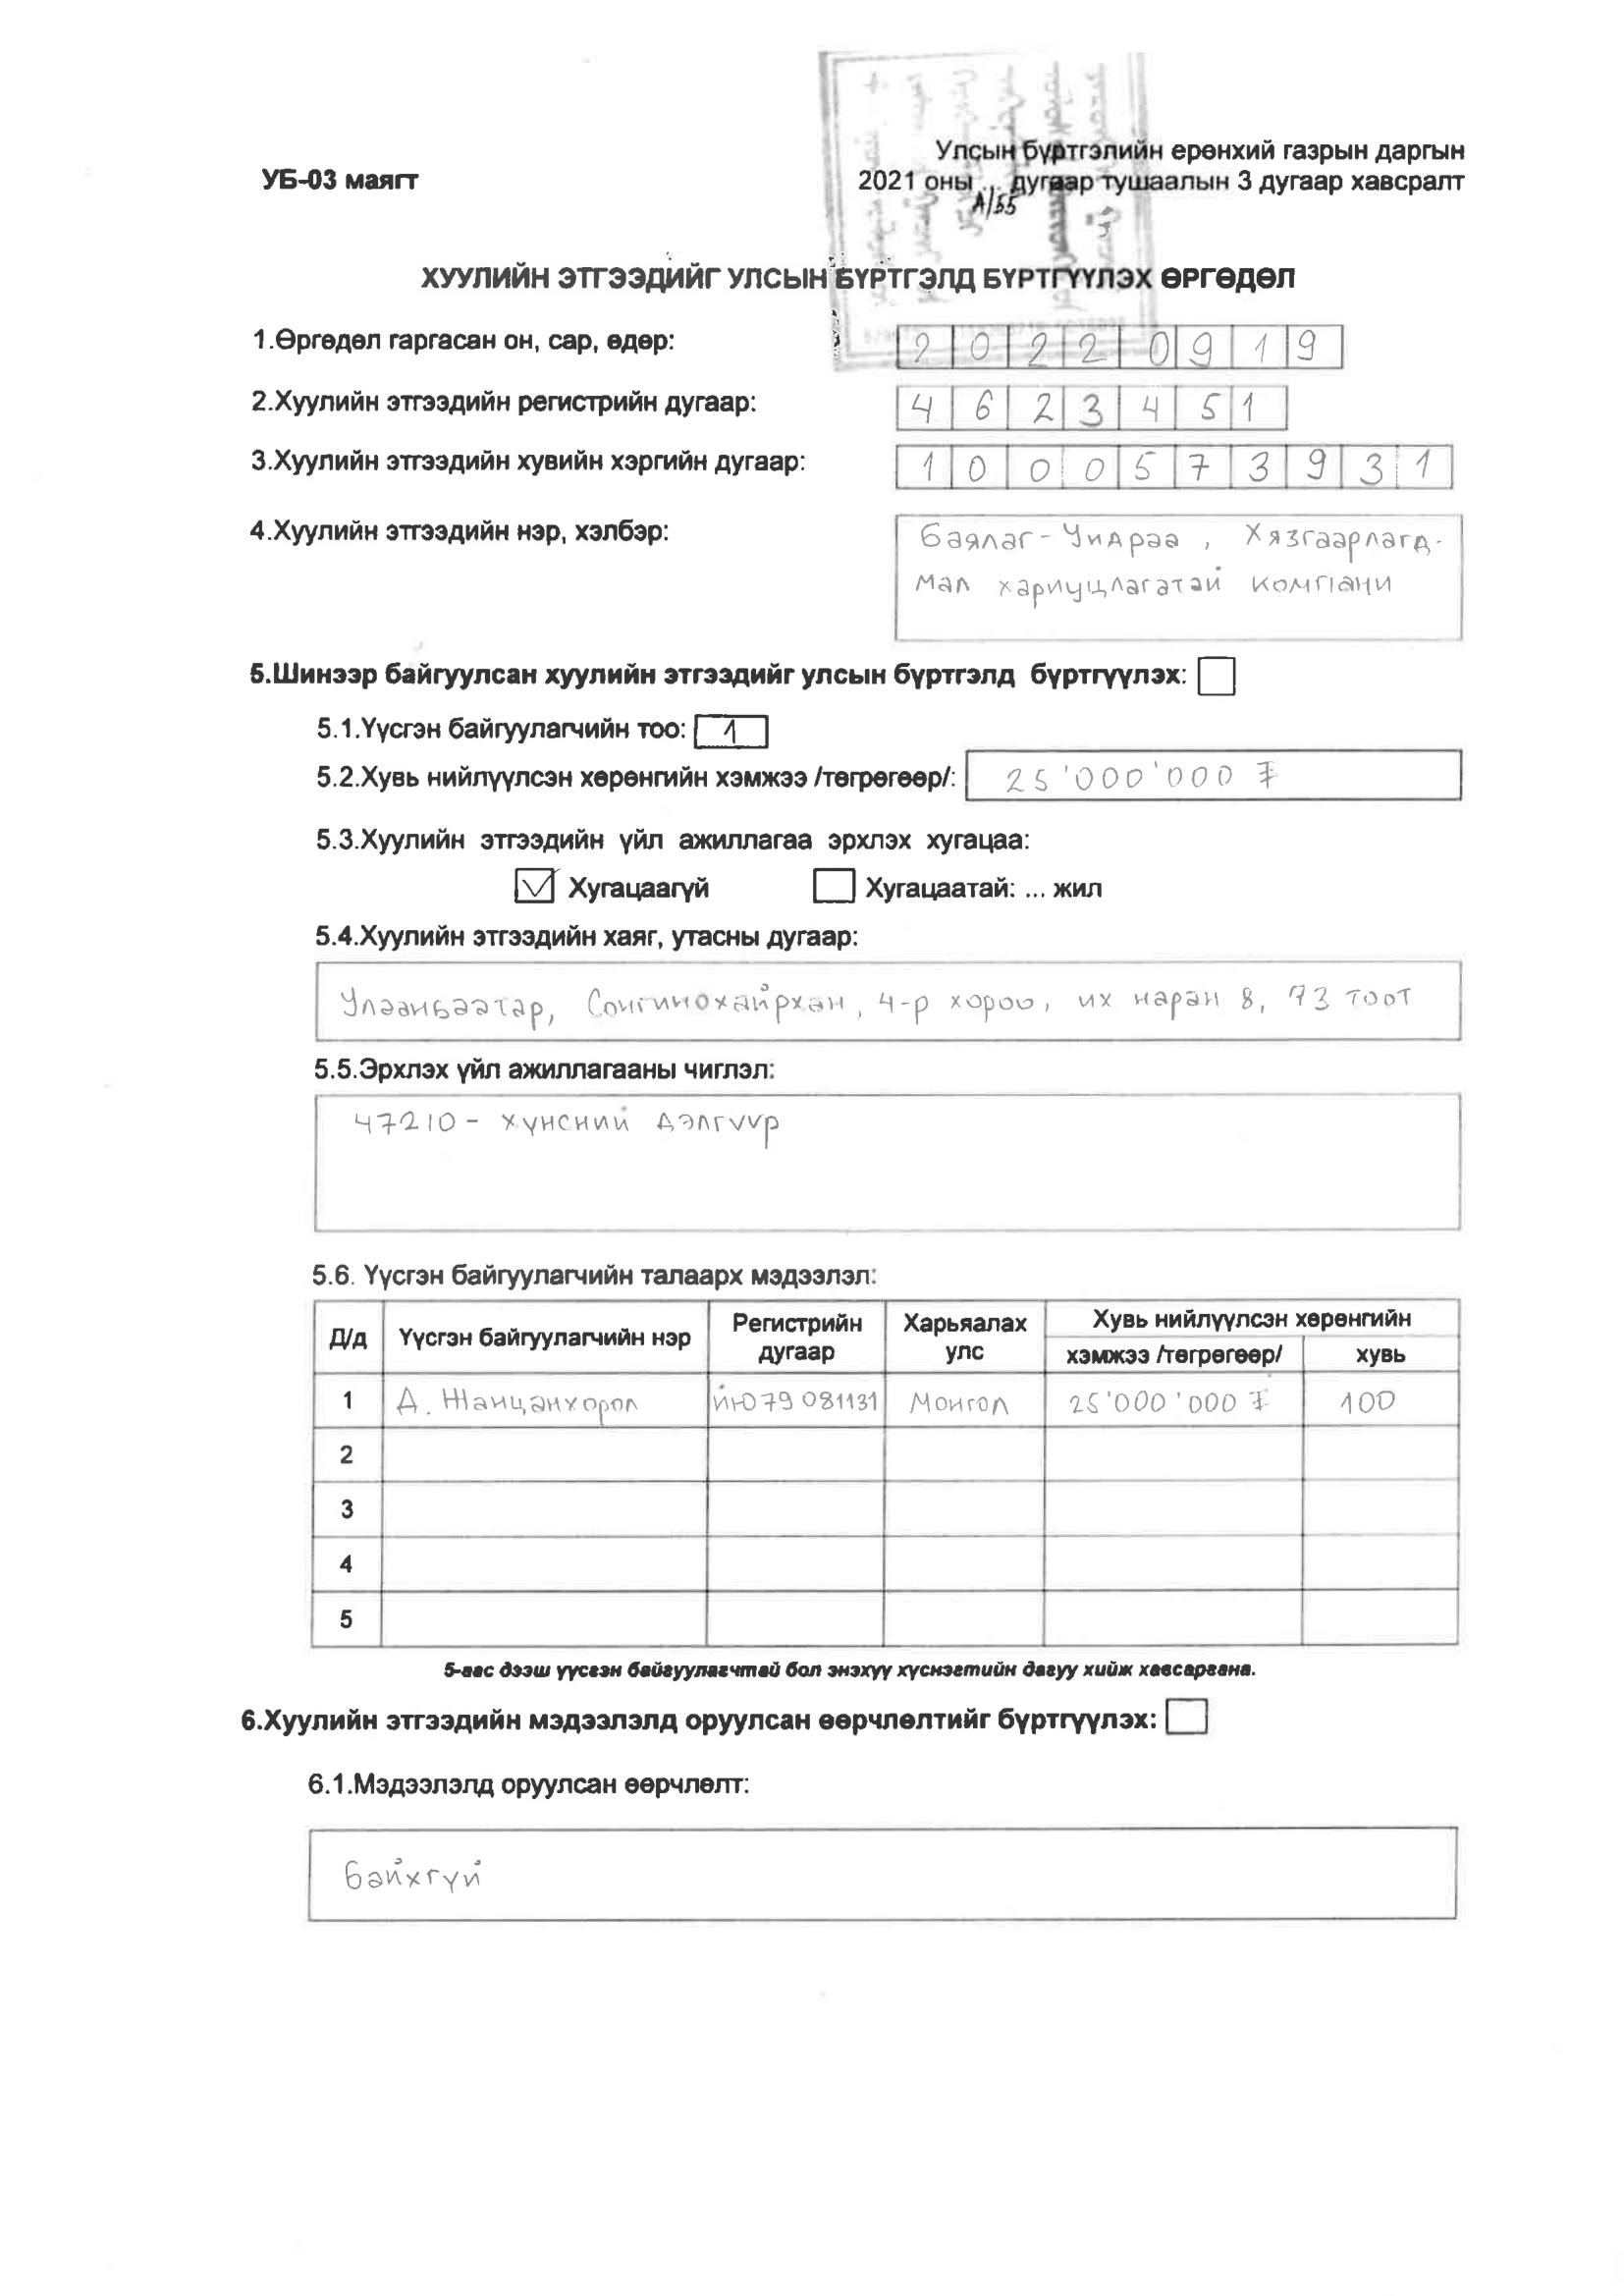 Улсын бүртгэлийн ерөнхий газрын даргын
УБ-03 маягт
2021 оны ... дугаар тушаалын 3 дугаар хавсралт
А/55
ХУУЛИЙН ЭТГЭЭДИЙГ УЛСЫН БҮРТГЭЛД БҮРТГҮҮЛЭХ ӨРГӨДӨЛ
1.Өргөдөл гаргасан он, сар, өдөр: 2 0 2 2 0 9 1 9
2.Хуулийн этгээдийн регистрийн дугаар: 4 6 2 3 4 5 1
3.Хуулийн этгээдийн хувийн хэргийн дугаар: 1 0 0 0 5 7 3 9 3 1
4.Хуулийн этгээдийн нэр, хэлбэр: Баялаг-Ундраа, Хязгаарлагд-
мал хариуцлагатай компани
5.Шинээр байгуулсан хуулийн этгээдийг улсын бүртгэлд бүртгүүлэх:
5.1.Үүсгэн байгуулагчийн тоо: 1
5.2.Хувь нийлүүлсэн хөрөнгийн хэмжээ /төгрөгөөр/: 25'000'000 ₮
5.3.Хуулийн этгээдийн үйл ажиллагаа эрхлэх хугацаа:
Хугацаагүй Хугацаатай: ... жил
5.4.Хуулийн этгээдийн хаяг, утасны дугаар:
Улаанбаатар, Сонгинохайрхан, 4-р хороо, их наран 8, 73 тоот
5.5.Эрхлэх үйл ажиллагааны чиглэл:
47210 - хүнсний дэлгүүр
5.6. Үүсгэн байгуулагчийн талаарх мэдээлэл:
Д/д Үүсгэн байгуулагчийн нэр Регистрийн дугаар Харьяалах улс Хувь нийлүүлсэн хөрөнгийн
хэмжээ /төгрөгөөр/ хувь
1 Д. Жанцанхорол ЙЮ79081131 Монгол 25'000'000 ₮ 100
2
3
4
5
5-аас дээш үүсгэн байгуулагчтай бол энэхүү хүснэгтийн дагуу хийж хавсаргана.
6.Хуулийн этгээдийн мэдээлэлд оруулсан өөрчлөлтийг бүртгүүлэх:
6.1.Мэдээлэлд оруулсан өөрчлөлт:
Байхгүй